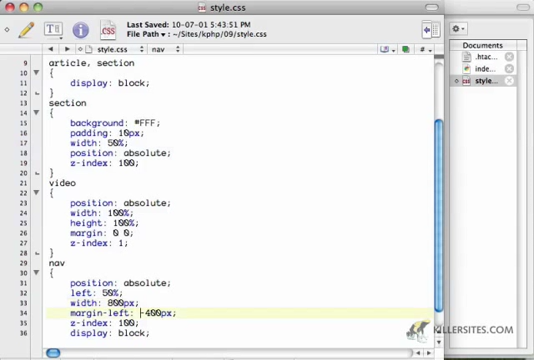 style.css
Last Saved: 10-07-01 5:43:51 PM
File Path ▾: ~/Sites/kphp/09/style.css
style.css nav
9 article, section
10 {
11 display: block;
12 }
13 section
14 {
15 background: #FFF;
16 padding: 10px;
17 width: 50%;
18 position: absolute;
19 z-index: 100;
20 }
21 video
22 {
23 position: absolute;
24 width: 100%;
25 height: 100%;
26 margin: 0 0;
27 z-index: 1;
28 }
29 nav
30 {
31 position: absolute;
32 left: 50%;
33 width: 800px;
34 margin-left: -400px;
35 z-index: 100;
36 display: block;
Documents
.htac...
index...
style...
KILLERSITES.COM